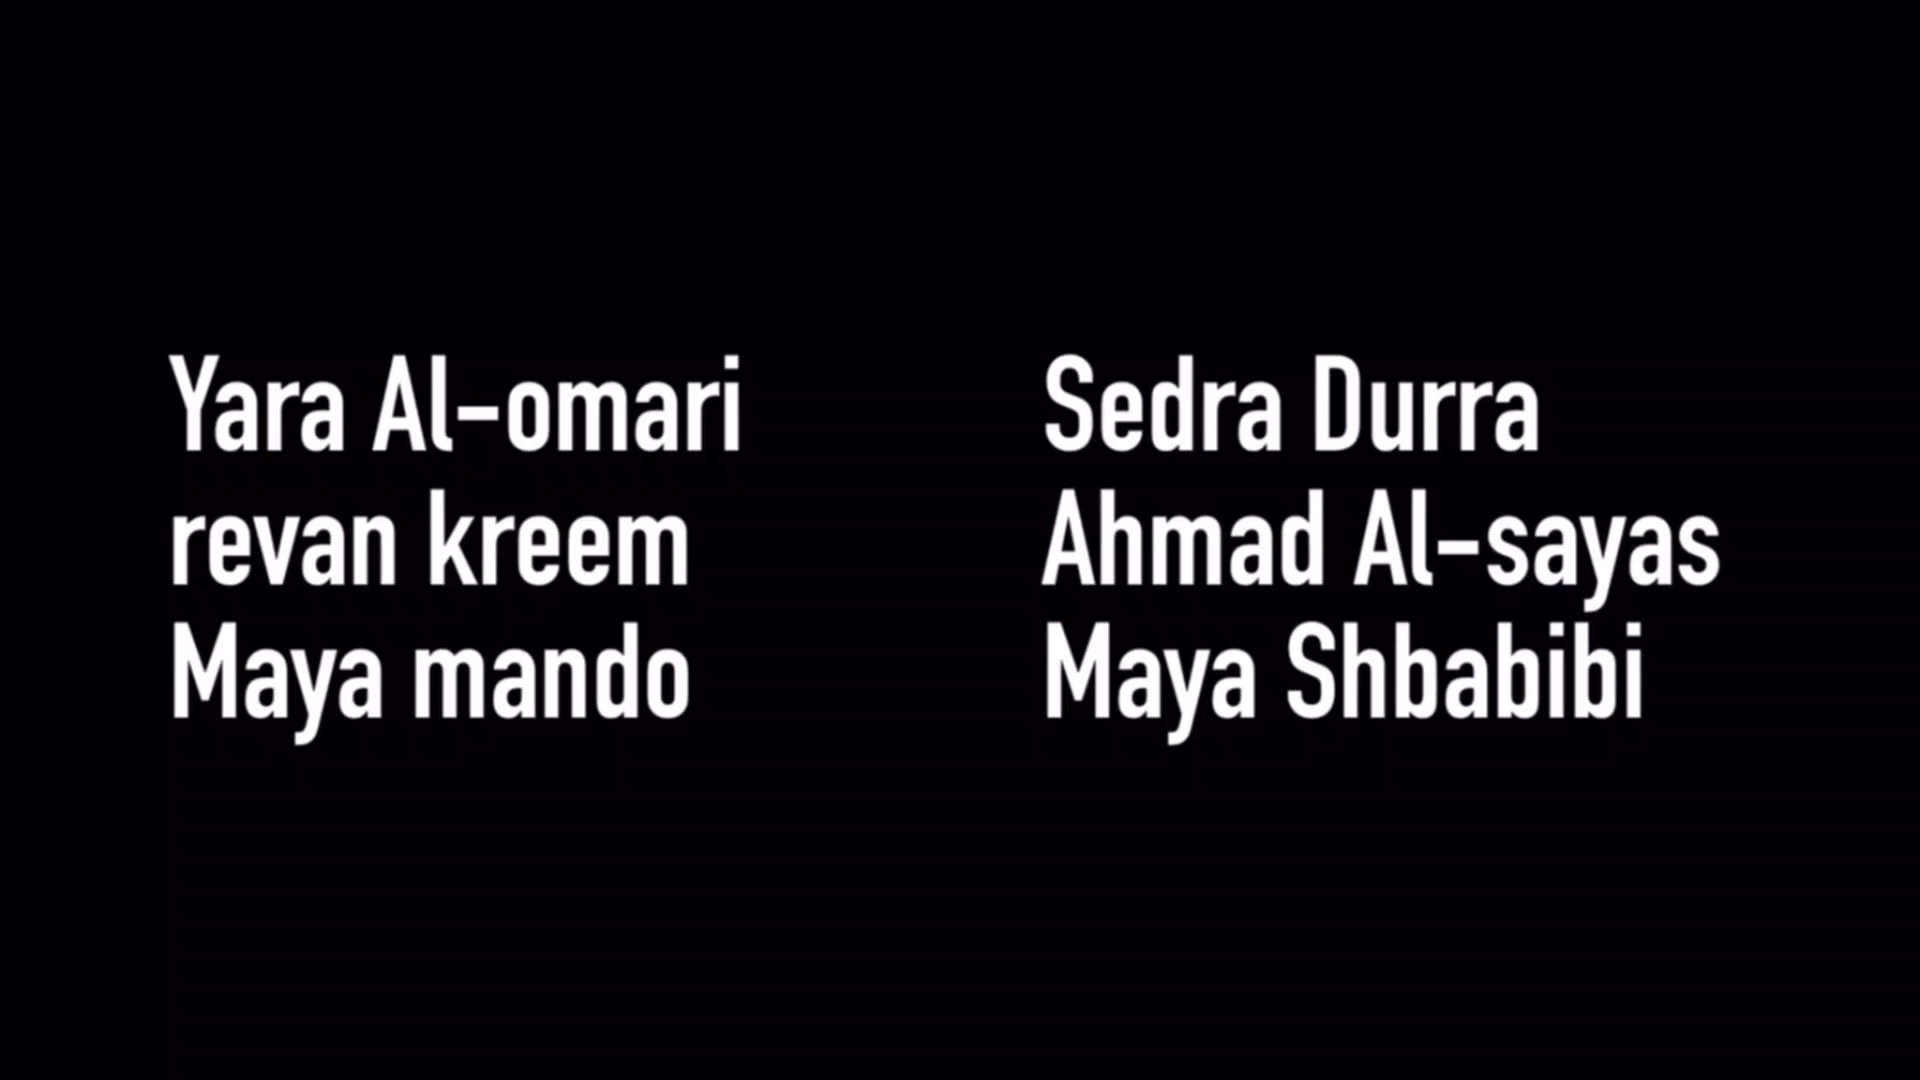 Yara Al-omari
revan kreem
Maya mando
Sedra Durra
Ahmad Al-sayas
Maya Shbabibi